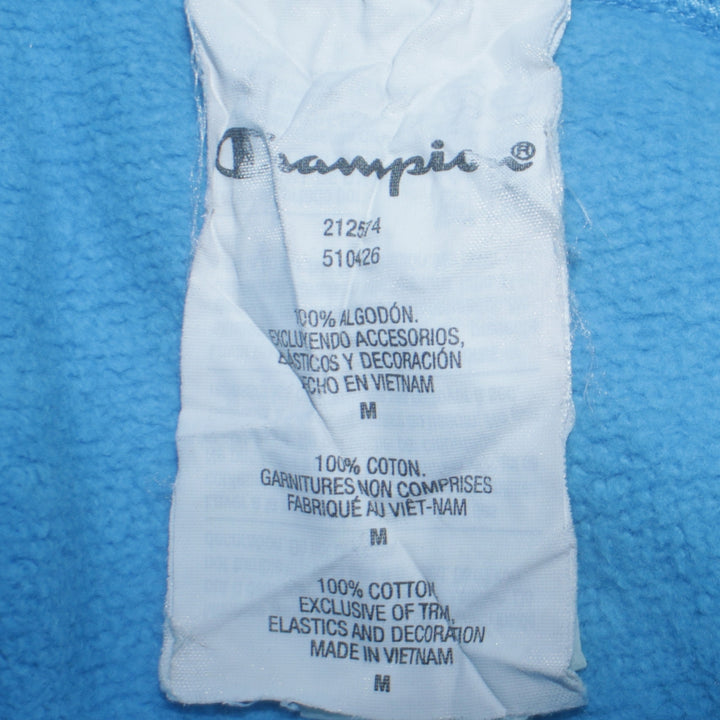 Champion®
212574
510426
100% ALGODÓN.
EXCLUYENDO ACCESORIOS,
ELÁSTICOS Y DECORACIÓN
HECHO EN VIETNAM
M
100% COTON.
GARNITURES NON COMPRISES
FABRIQUÉ AU VIÊT-NAM
M
100% COTTON
EXCLUSIVE OF TRIM,
ELASTICS AND DECORATION
MADE IN VIETNAM
M